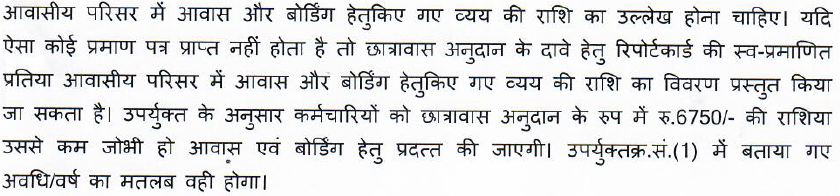 आवासीय परिसर में आवास और बोर्डिंग हेतुकिए गए व्यय की राशि का उल्लेख होना चाहिए। यदि
ऐसा कोई प्रमाण पत्र प्राप्त नहीं होता है तो छात्रावास अनुदान के दावे हेतु रिपोर्टकार्ड की स्व-प्रमाणित
प्रतिया आवासीय परिसर में आवास और बोर्डिंग हेतुकिए गए व्यय की राशि का विवरण प्रस्तुत किया
जा सकता है। उपर्युक्त के अनुसार कर्मचारियों को छात्रावास अनुदान के रुप में रु.6750/- की राशिया
उससे कम जोभी हो आवास एवं बोर्डिंग हेतु प्रदत्त की जाएगी। उपर्युक्तक्र.सं.(1) में बताया गए
अवधि/वर्ष का मतलब वही होगा।